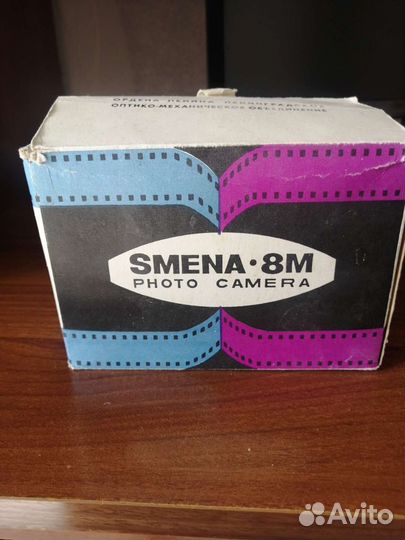 ОРДЕНА ЛЕНИНА ЛЕНИНГРАДСКОЕ
ОПТИКО-МЕХАНИЧЕСКОЕ ОБЪЕДИНЕНИЕ
SMENA·8M
PHOTO CAMERA
Avito